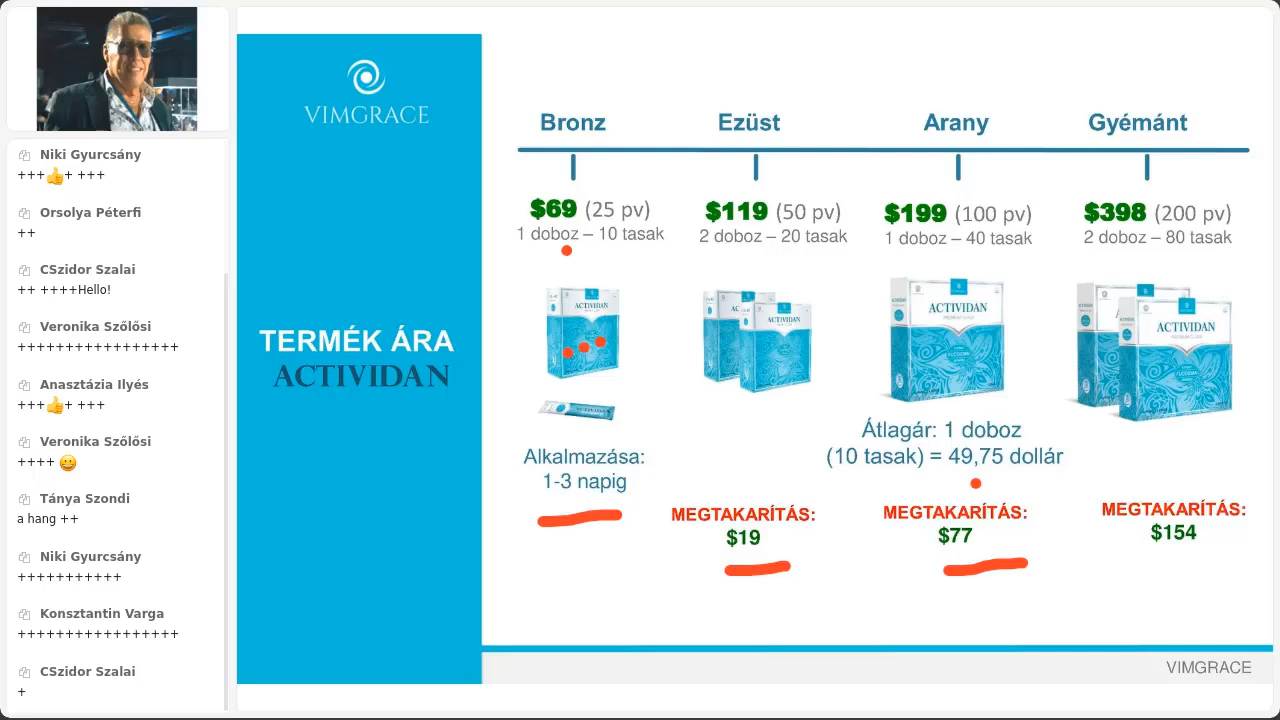 Niki Gyurcsány
+++👍+ +++
Orsolya Péterfi
++
CSzidor Szalai
++ ++++Hello!
Veronika Szőlősi
+++++++++++++++++
Anasztázia Ilyés
+++👍+ +++
Veronika Szőlősi
++++ 😀
Tánya Szondi
a hang ++
Niki Gyurcsány
+++++++++++
Konsztantin Varga
+++++++++++++++++
CSzidor Szalai
+
VIMGRACE
TERMÉK ÁRA
ACTIVIDAN
Bronz
$69 (25 pv)
1 doboz – 10 tasak
ACTIVIDAN
Alkalmazása:
1-3 napig
Ezüst
$119 (50 pv)
2 doboz – 20 tasak
ACTIVIDAN
MEGTAKARÍTÁS:
$19
Arany
$199 (100 pv)
1 doboz – 40 tasak
ACTIVIDAN
Átlagár: 1 doboz
(10 tasak) = 49,75 dollár
MEGTAKARÍTÁS:
$77
Gyémánt
$398 (200 pv)
2 doboz – 80 tasak
ACTIVIDAN
MEGTAKARÍTÁS:
$154
VIMGRACE